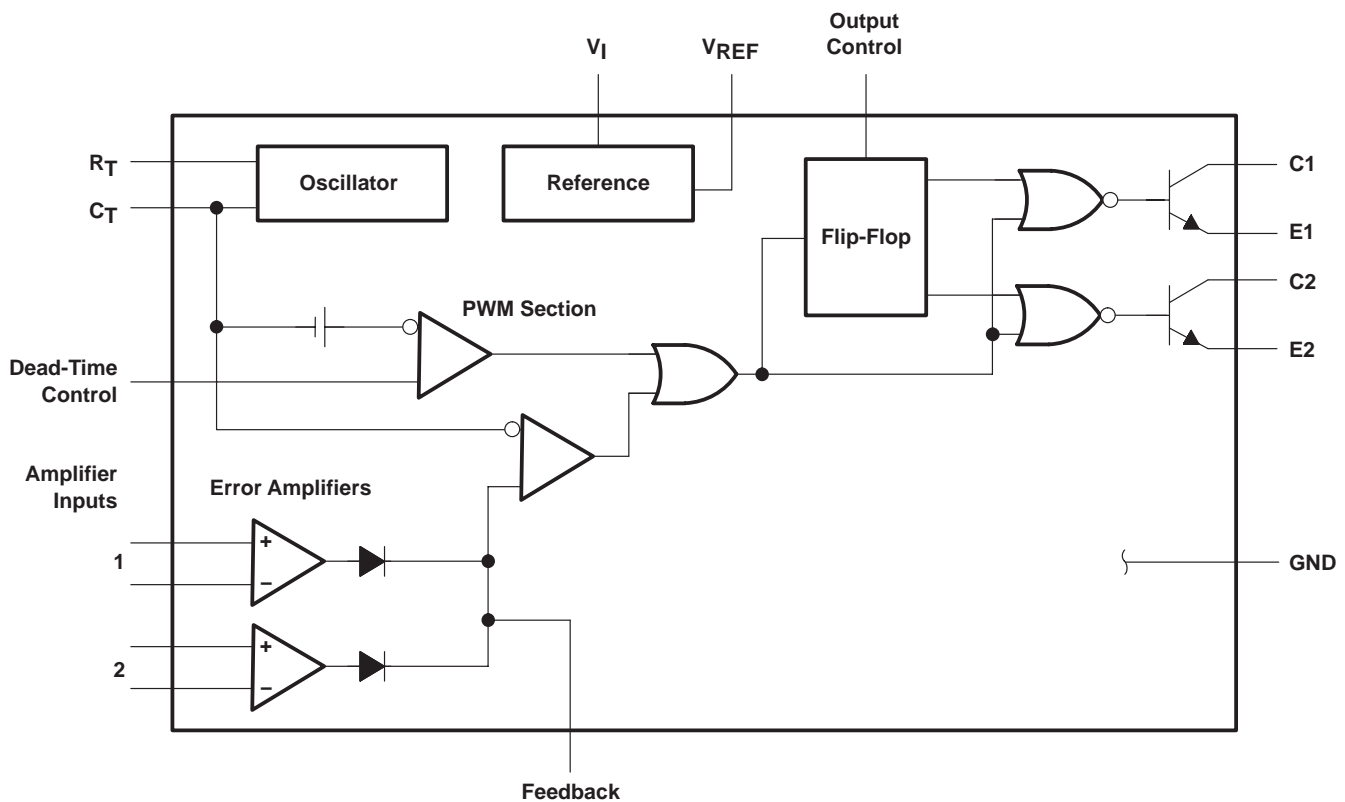 Output
Control
VI
VREF
RT
CT
Oscillator
Reference
Flip-Flop
C1
E1
C2
E2
PWM Section
Dead-Time
Control
Amplifier
Inputs
Error Amplifiers
1
+
−
2
+
−
GND
Feedback